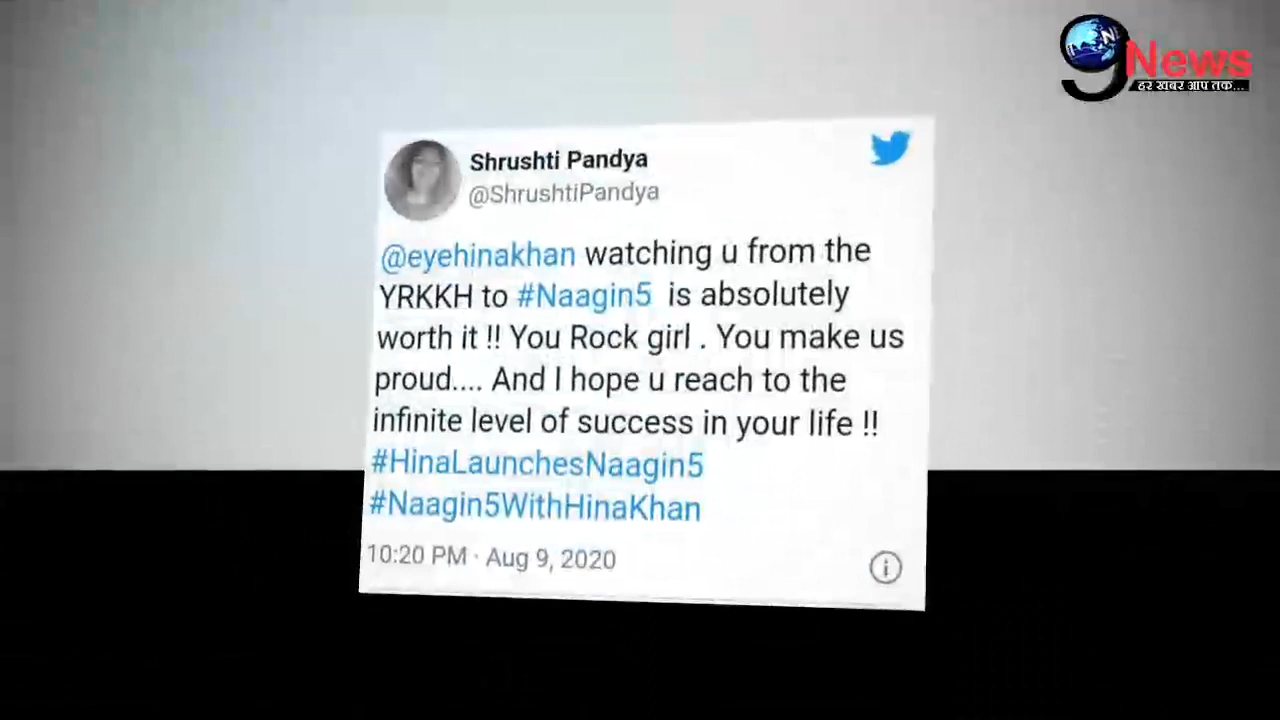 9 News
हर खबर आप तक...
Shrushti Pandya
@ShrushtiPandya
@eyehinakhan watching u from the
YRKKH to #Naagin5 is absolutely
worth it !! You Rock girl . You make us
proud.... And I hope u reach to the
infinite level of success in your life !!
#HinaLaunchesNaagin5
#Naagin5WithHinaKhan
10:20 PM · Aug 9, 2020